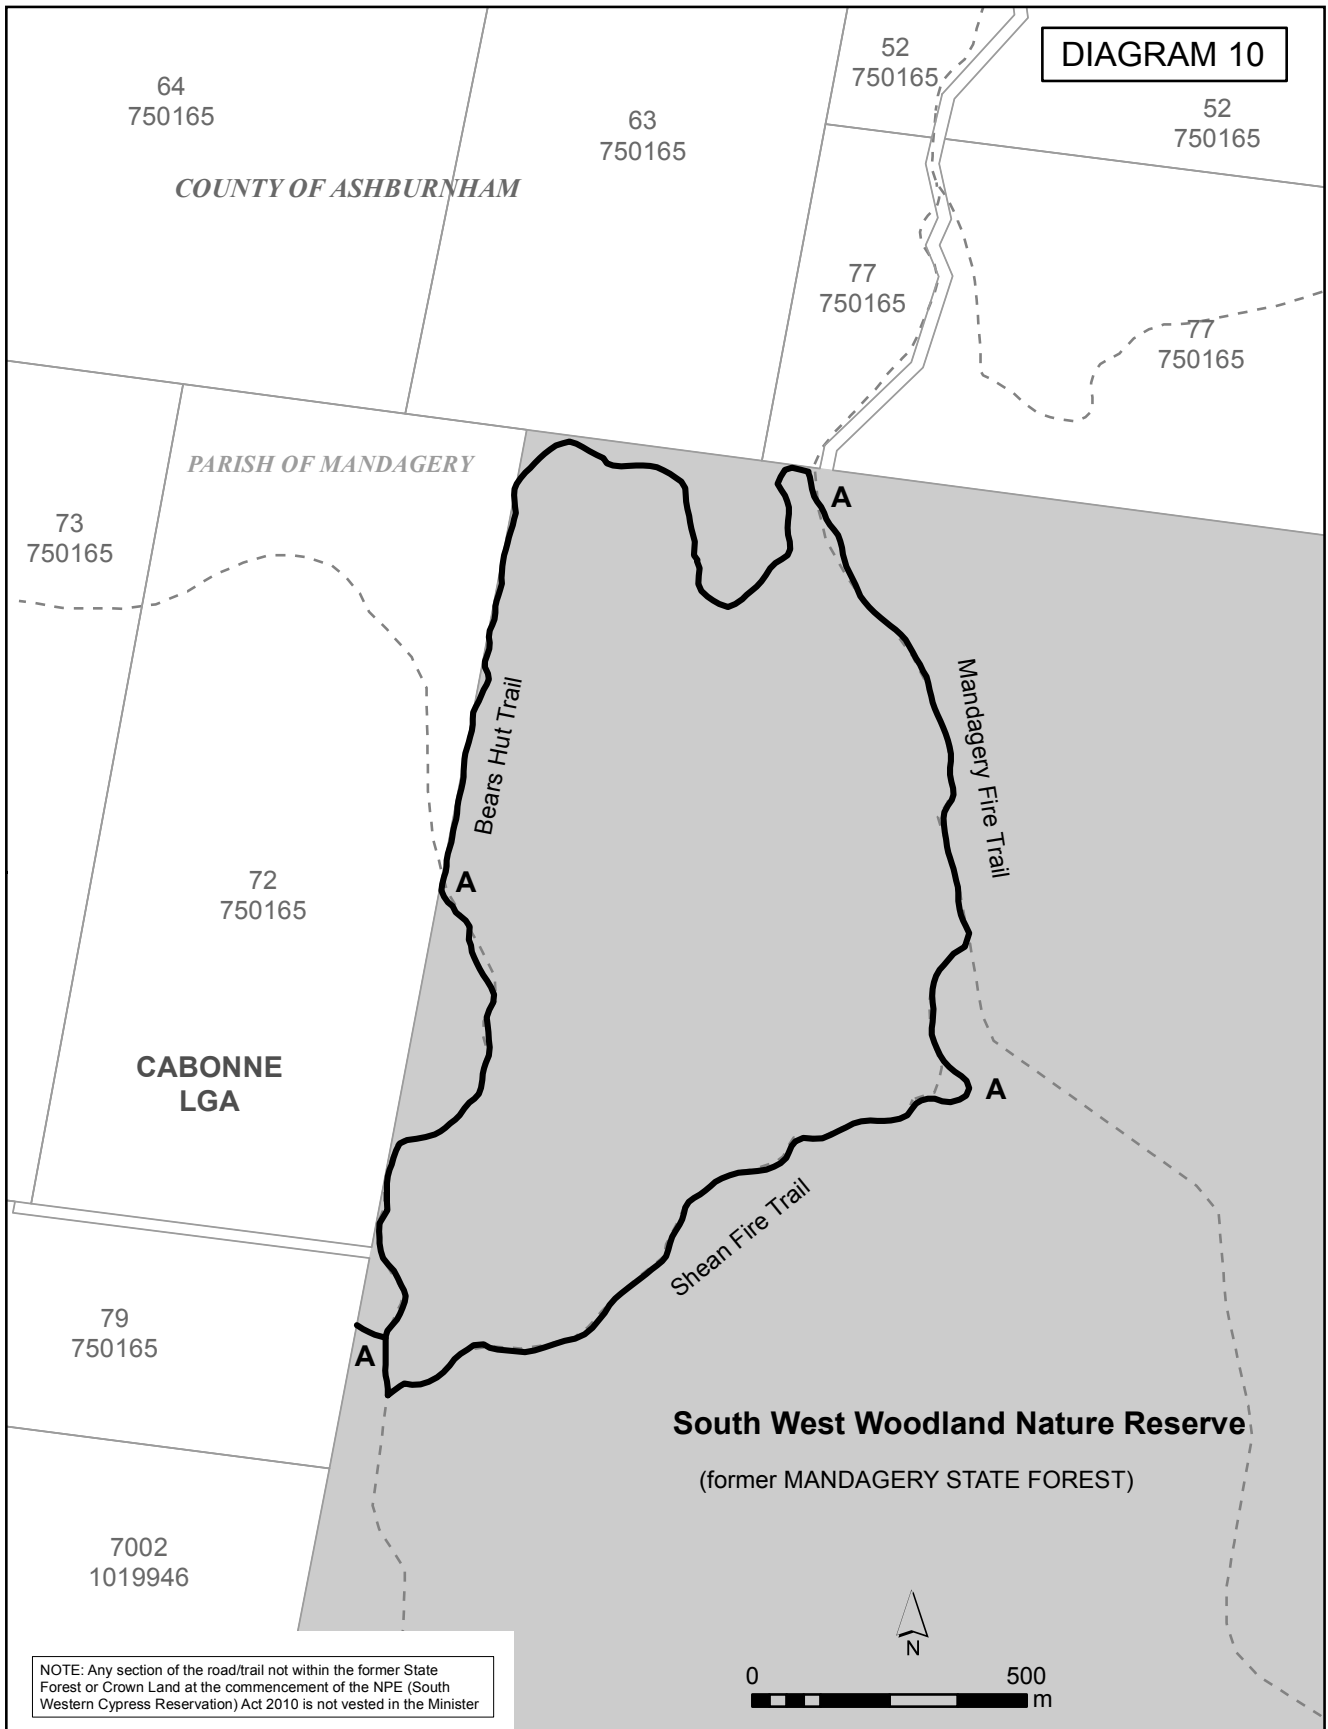 DIAGRAM 10
52
750165
64
750165
52
750165
63
750165
COUNTY OF ASHBURNHAM
77
750165
77
750165
PARISH OF MANDAGERY
A
73
750165
Mandagery Fire Trail
Bears Hut Trail
72
750165
A
CABONNE
LGA
A
Shean Fire Trail
79
750165
A
South West Woodland Nature Reserve
(former MANDAGERY STATE FOREST)
7002
1019946
N
NOTE: Any section of the road/trail not within the former State
Forest or Crown Land at the commencement of the NPE (South
Western Cypress Reservation) Act 2010 is not vested in the Minister
0 500
m